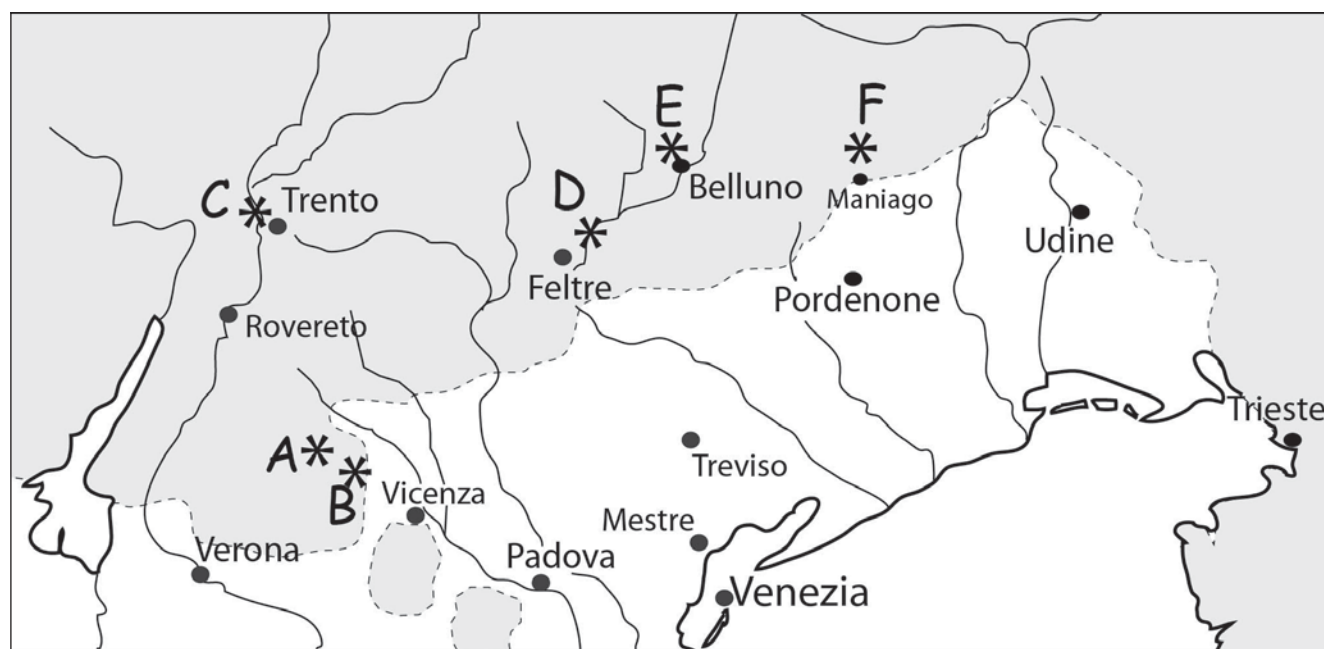 E
F
Belluno
Maniago
C
Trento
D
Udine
Feltre
Pordenone
Rovereto
Trieste
A
Treviso
B
Vicenza
Mestre
Verona
Padova
Venezia